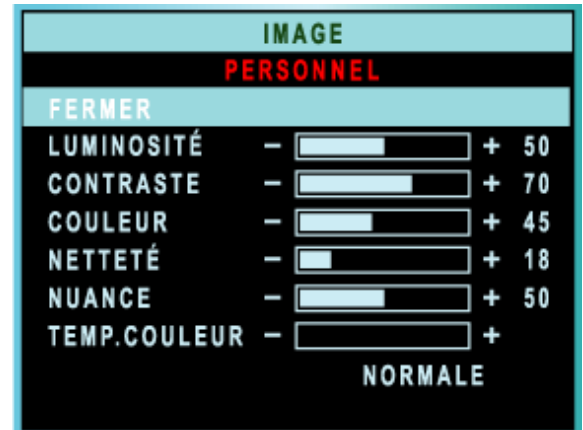 IMAGE
PERSONNEL
FERMER
LUMINOSITÉ – + 50
CONTRASTE – + 70
COULEUR – + 45
NETTETÉ – + 18
NUANCE – + 50
TEMP.COULEUR – +
NORMALE